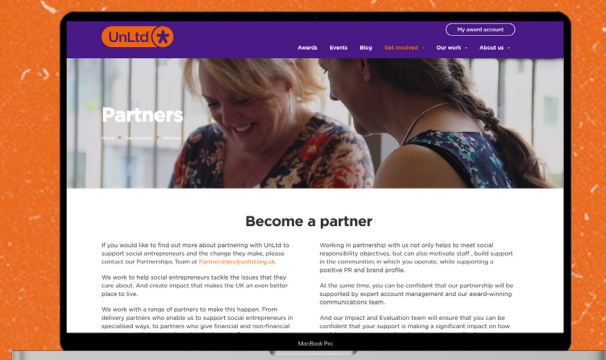 UnLtd
My award account
Awards Events Blog Get involved Our work About us
Partners
Home Get involved Partners
Become a partner
If you would like to find out more about partnering with UnLtd to
support social entrepreneurs and the change they make, please
contact our Partnerships Team at Partnerships@unltd.org.uk.
We work to help social entrepreneurs tackle the issues that they
care about. And create impact that makes the UK an even better
place to live.
We work with a range of partners to make this happen. From
delivery partners who enable us to support social entrepreneurs in
specialised ways, to partners who give financial and non-financial
Working in partnership with us not only helps to meet social
responsibility objectives, but can also motivate staff , build support
in the communities in which you operate, while supporting a
positive PR and brand profile.
At the same time, you can be confident that our partnership will be
supported by expert account management and our award-winning
communications team.
And our Impact and Evaluation team will ensure that you can be
confident that your support is making a significant impact on how
MacBook Pro